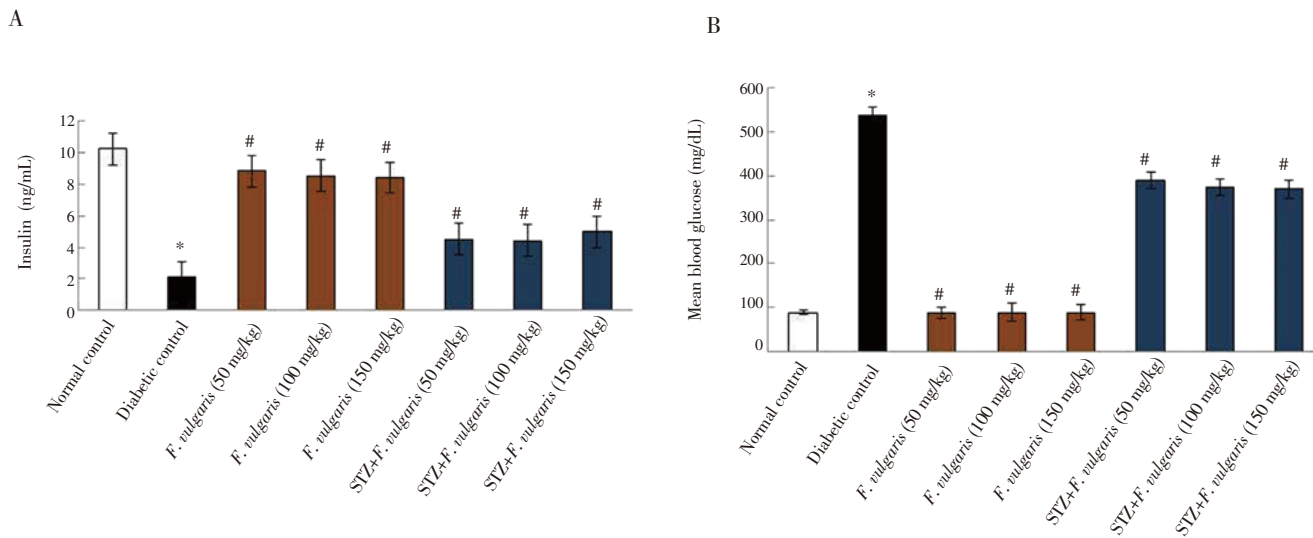 A
Insulin (ng/mL)
12
10
8
6
4
2
0
*
#
#
#
#
#
#
Normal control
Diabetic control
F. vulgaris (50 mg/kg)
F. vulgaris (100 mg/kg)
F. vulgaris (150 mg/kg)
STZ+F. vulgaris (50 mg/kg)
STZ+F. vulgaris (100 mg/kg)
STZ+F. vulgaris (150 mg/kg)
B
Mean blood glucose (mg/dL)
600
500
400
300
200
100
0
*
#
#
#
#
#
#
Normal control
Diabetic control
F. vulgaris (50 mg/kg)
F. vulgaris (100 mg/kg)
F. vulgaris (150 mg/kg)
STZ+F. vulgaris (50 mg/kg)
STZ+F. vulgaris (100 mg/kg)
STZ+F. vulgaris (150 mg/kg)